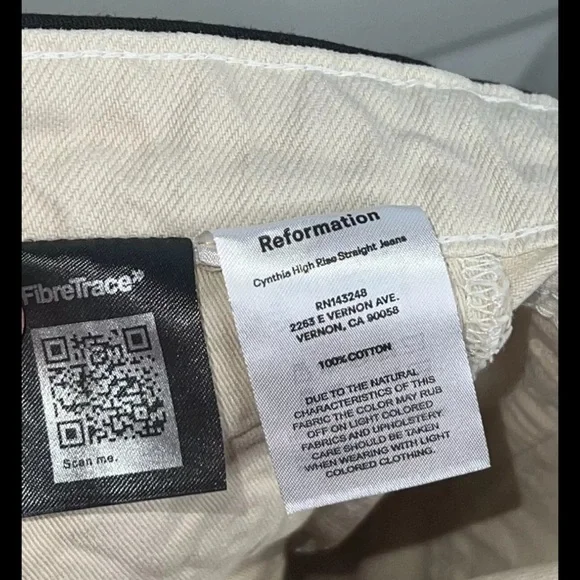 FibreTrace
Scan me.
Reformation
Cynthia High Rise Straight Jeans
RN143248
2263 E VERNON AVE.
VERNON, CA 90058
100% COTTON
DUE TO THE NATURAL
CHARACTERISTICS OF THIS
FABRIC THE COLOR MAY RUB
OFF ON LIGHT COLORED
FABRICS AND UPHOLSTERY.
CARE SHOULD BE TAKEN
WHEN WEARING WITH LIGHT
COLORED CLOTHING.